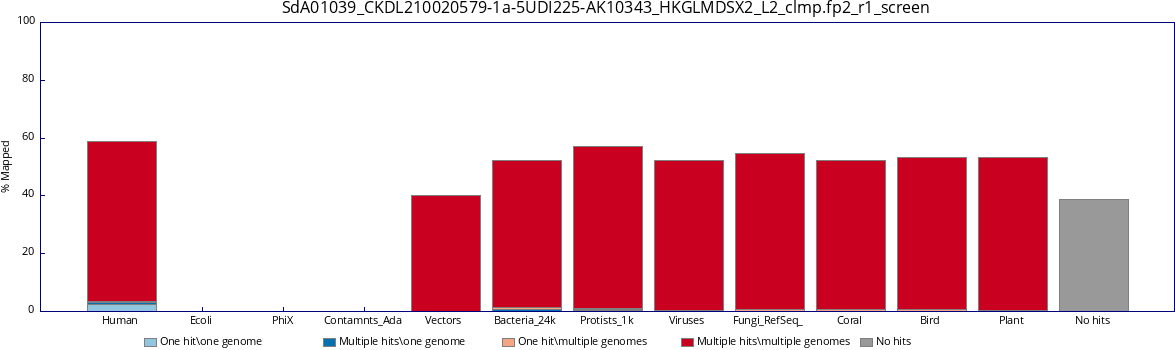 SdA01039_CKDL210020579-1a-5UDI225-AK10343_HKGLMDSX2_L2_clmp.fp2_r1_screen
100
80
60
40
20
0
% Mapped
Human Ecoli PhiX Contamnts_Ada Vectors Bacteria_24k Protists_1k Viruses Fungi_RefSeq_ Coral Bird Plant No hits
One hit\one genome Multiple hits\one genome One hit\multiple genomes Multiple hits\multiple genomes No hits